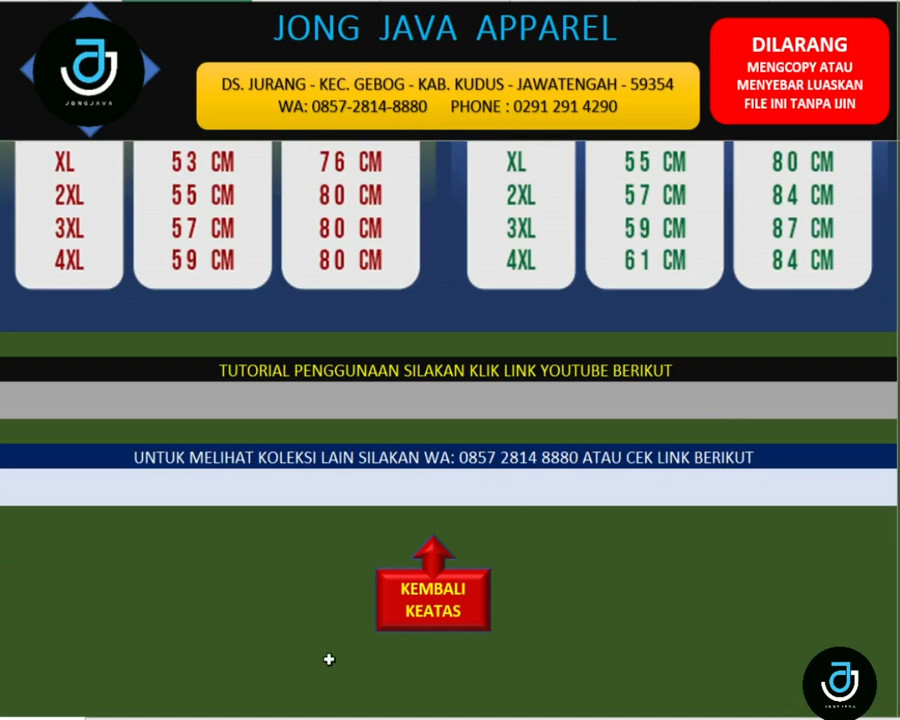 JONG JAVA APPAREL
DS. JURANG - KEC. GEBOG - KAB. KUDUS - JAWATENGAH - 59354
WA: 0857-2814-8880 PHONE : 0291 291 4290
DILARANG
MENGCOPY ATAU
MENYEBAR LUASKAN
FILE INI TANPA IJIN
JONGJAVA
XL 53 CM 76 CM XL 55 CM 80 CM
2XL 55 CM 80 CM 2XL 57 CM 84 CM
3XL 57 CM 80 CM 3XL 59 CM 87 CM
4XL 59 CM 80 CM 4XL 61 CM 84 CM
TUTORIAL PENGGUNAAN SILAKAN KLIK LINK YOUTUBE BERIKUT
UNTUK MELIHAT KOLEKSI LAIN SILAKAN WA: 0857 2814 8880 ATAU CEK LINK BERIKUT
KEMBALI
KEATAS
JONGJAVA